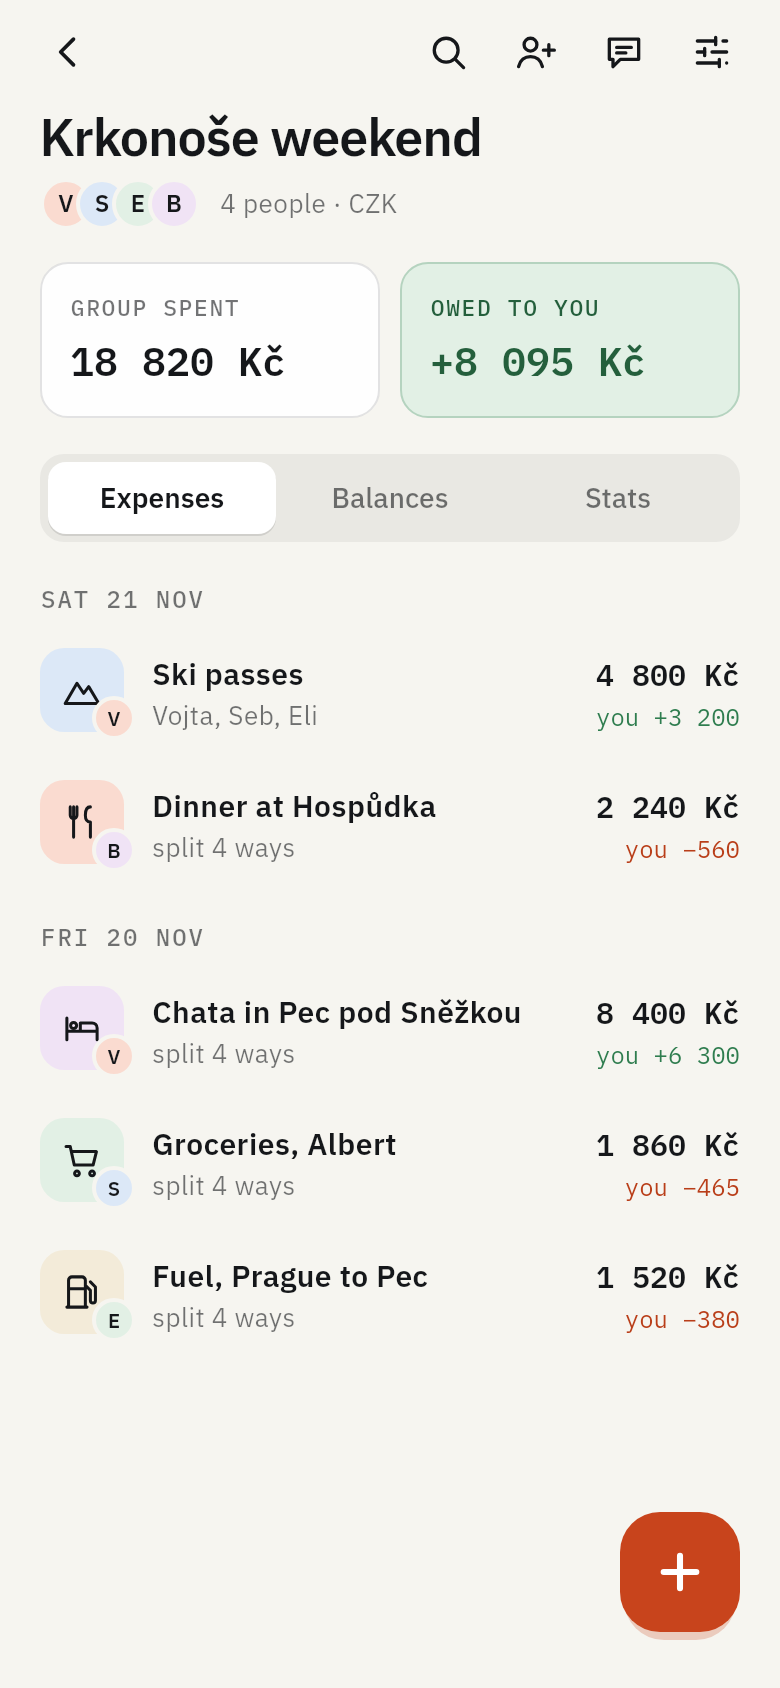 Krkonoše weekend
V S E B 4 people · CZK
GROUP SPENT
18 820 Kč
OWED TO YOU
+8 095 Kč
Expenses Balances Stats
SAT 21 NOV
Ski passes 4 800 Kč
V Vojta, Seb, Eli you +3 200
Dinner at Hospůdka 2 240 Kč
B split 4 ways you −560
FRI 20 NOV
Chata in Pec pod Sněžkou 8 400 Kč
V split 4 ways you +6 300
Groceries, Albert 1 860 Kč
S split 4 ways you −465
Fuel, Prague to Pec 1 520 Kč
E split 4 ways you −380